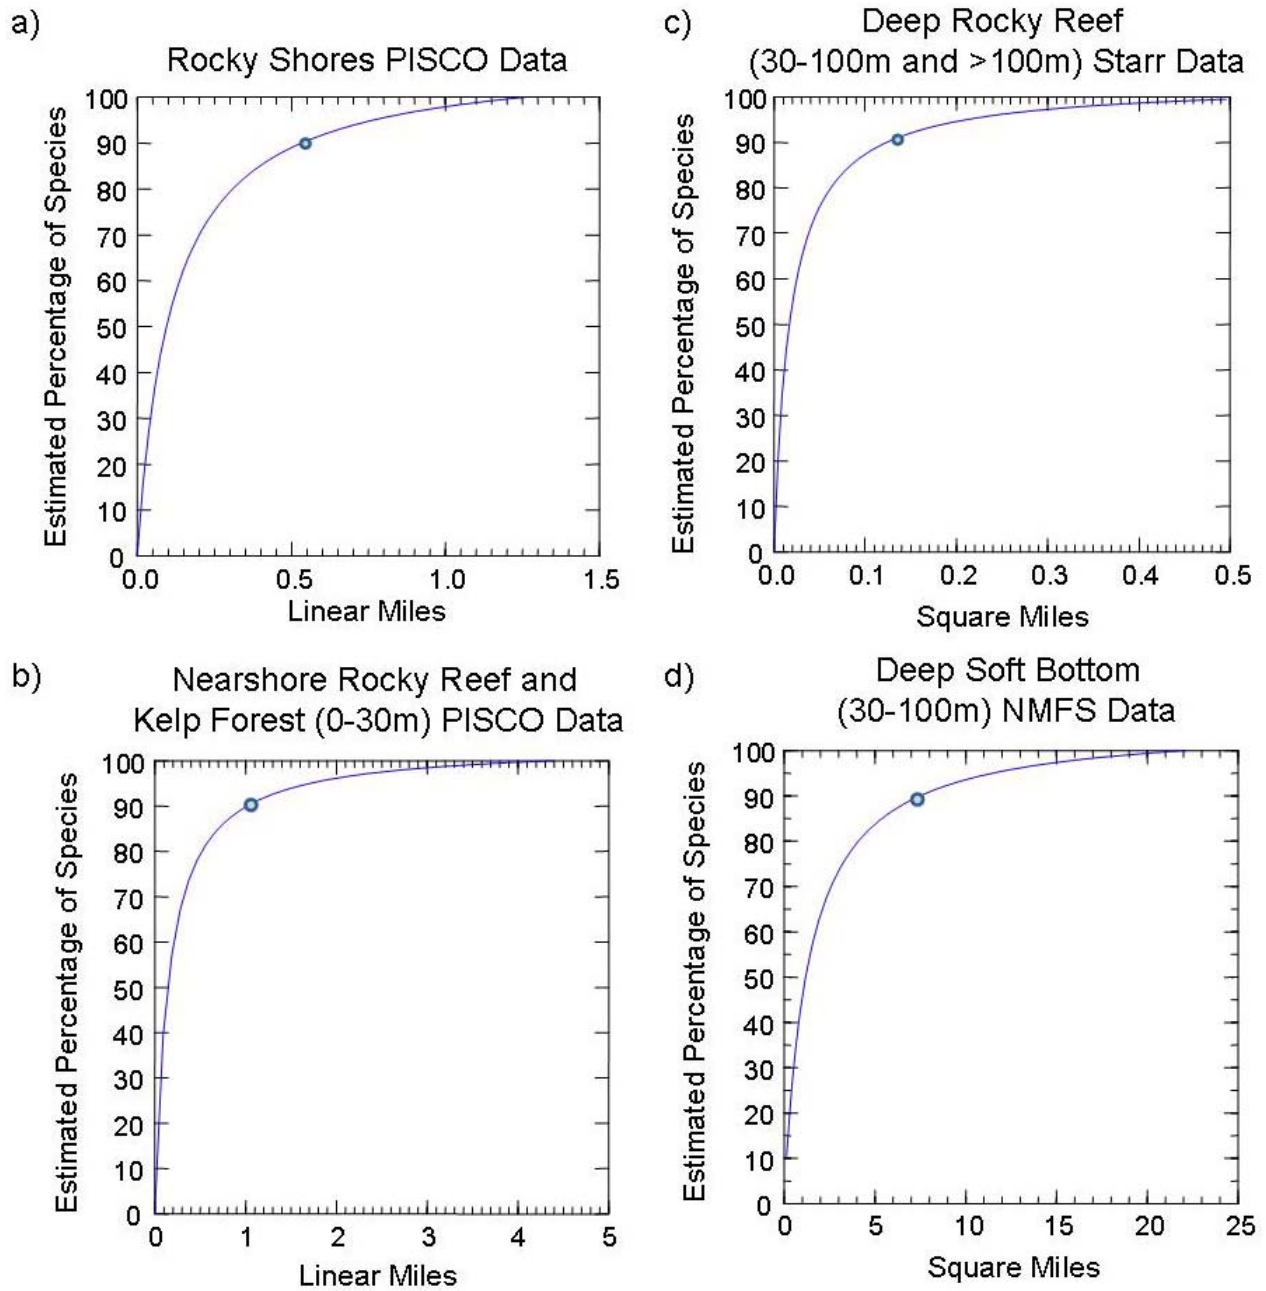 a)
Rocky Shores PISCO Data
Estimated Percentage of Species
100
90
80
70
60
50
40
30
20
10
0
0.0 0.5 1.0 1.5
Linear Miles
c)
Deep Rocky Reef
(30-100m and >100m) Starr Data
Estimated Percentage of Species
100
90
80
70
60
50
40
30
20
10
0
0.0 0.1 0.2 0.3 0.4 0.5
Square Miles
b)
Nearshore Rocky Reef and
Kelp Forest (0-30m) PISCO Data
Estimated Percentage of Species
100
90
80
70
60
50
40
30
20
10
0
0 1 2 3 4 5
Linear Miles
d)
Deep Soft Bottom
(30-100m) NMFS Data
Estimated Percentage of Species
100
90
80
70
60
50
40
30
20
10
0
0 5 10 15 20 25
Square Miles